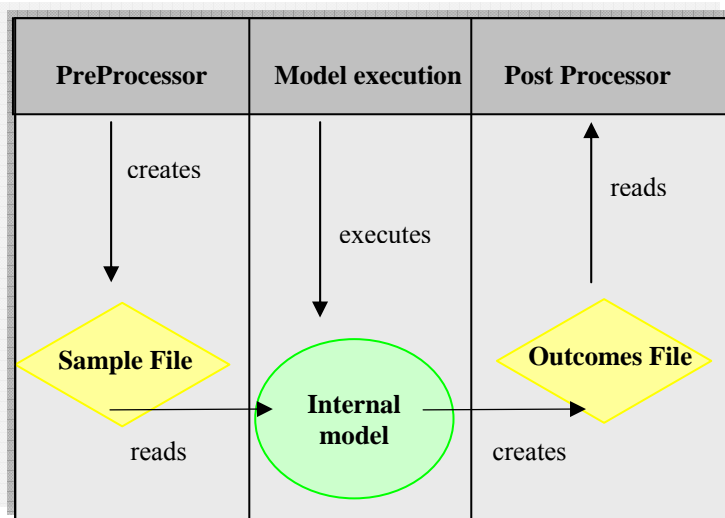 PreProcessor
Model execution
Post Processor
creates
reads
executes
Sample File
Outcomes File
Internal
model
reads
creates